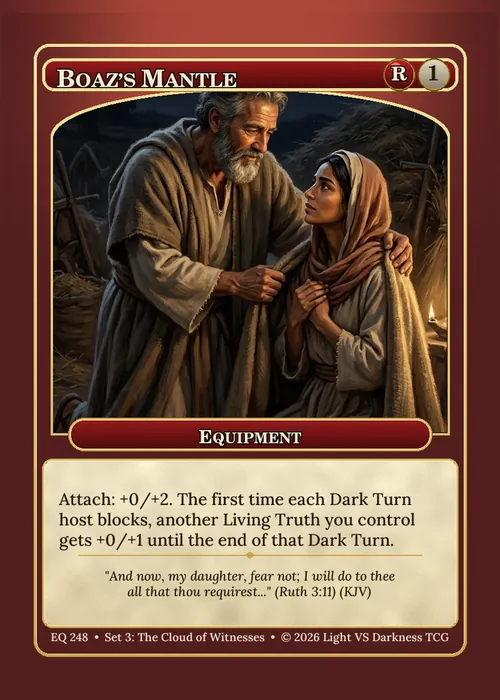 Boaz's Mantle
R 1
Equipment
Attach: +0/+2. The first time each Dark Turn
host blocks, another Living Truth you control
gets +0/+1 until the end of that Dark Turn.
"And now, my daughter, fear not; I will do to thee
all that thou requirest..." (Ruth 3:11) (KJV)
EQ 248 • Set 3: The Cloud of Witnesses • © 2026 Light VS Darkness TCG